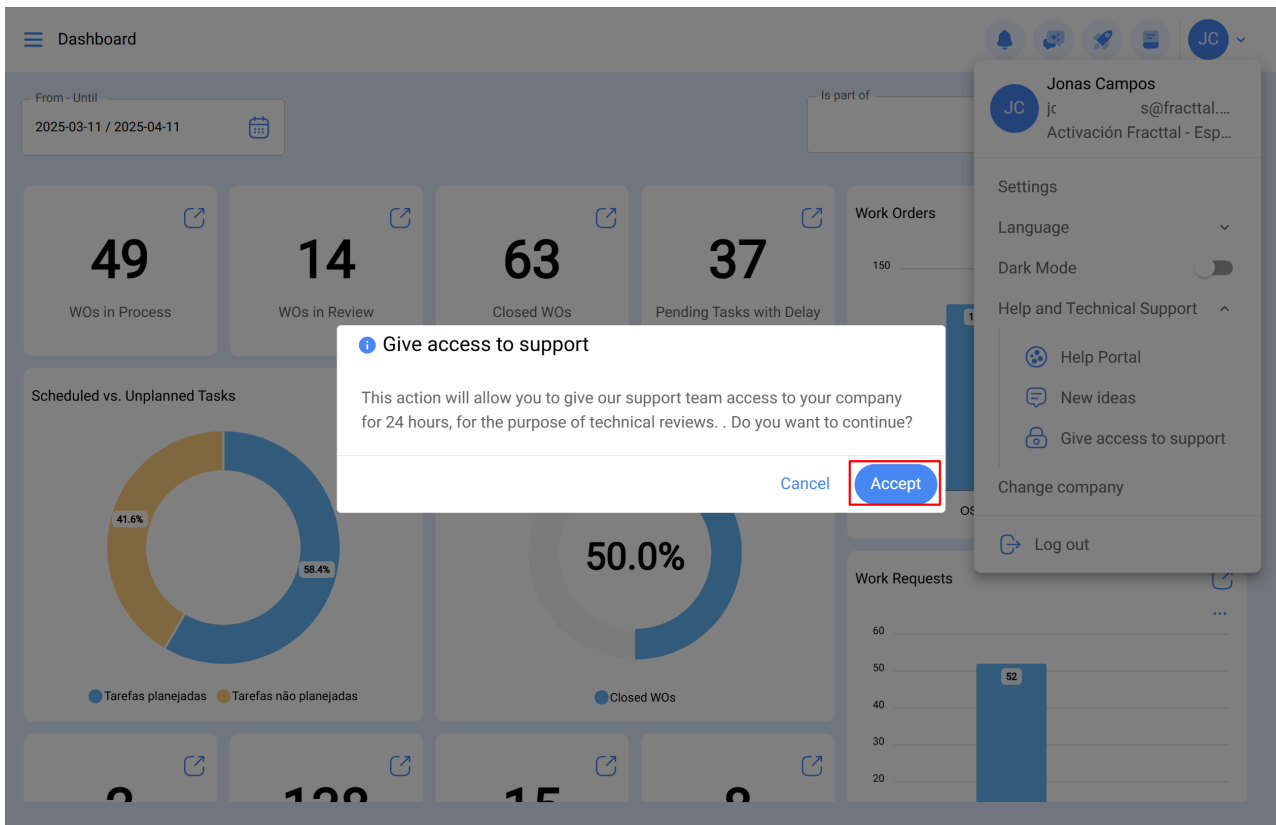 Dashboard
JC
Jonas Campos
JC
jc s@fracttal....
Activación Fracttal - Esp...
From - Until
2025-03-11 / 2025-04-11
Is part of
Settings
Language
Dark Mode
Help and Technical Support
Help Portal
New ideas
Give access to support
Change company
Log out
49
WOs in Process
14
WOs in Review
63
Closed WOs
37
Pending Tasks with Delay
Work Orders
150
1
OS
Give access to support
This action will allow you to give our support team access to your company
for 24 hours, for the purpose of technical reviews. . Do you want to continue?
Cancel
Accept
Scheduled vs. Unplanned Tasks
41.6%
58.4%
Tarefas planejadas
Tarefas não planejadas
50.0%
Closed WOs
Work Requests
...
60
50
52
40
30
20